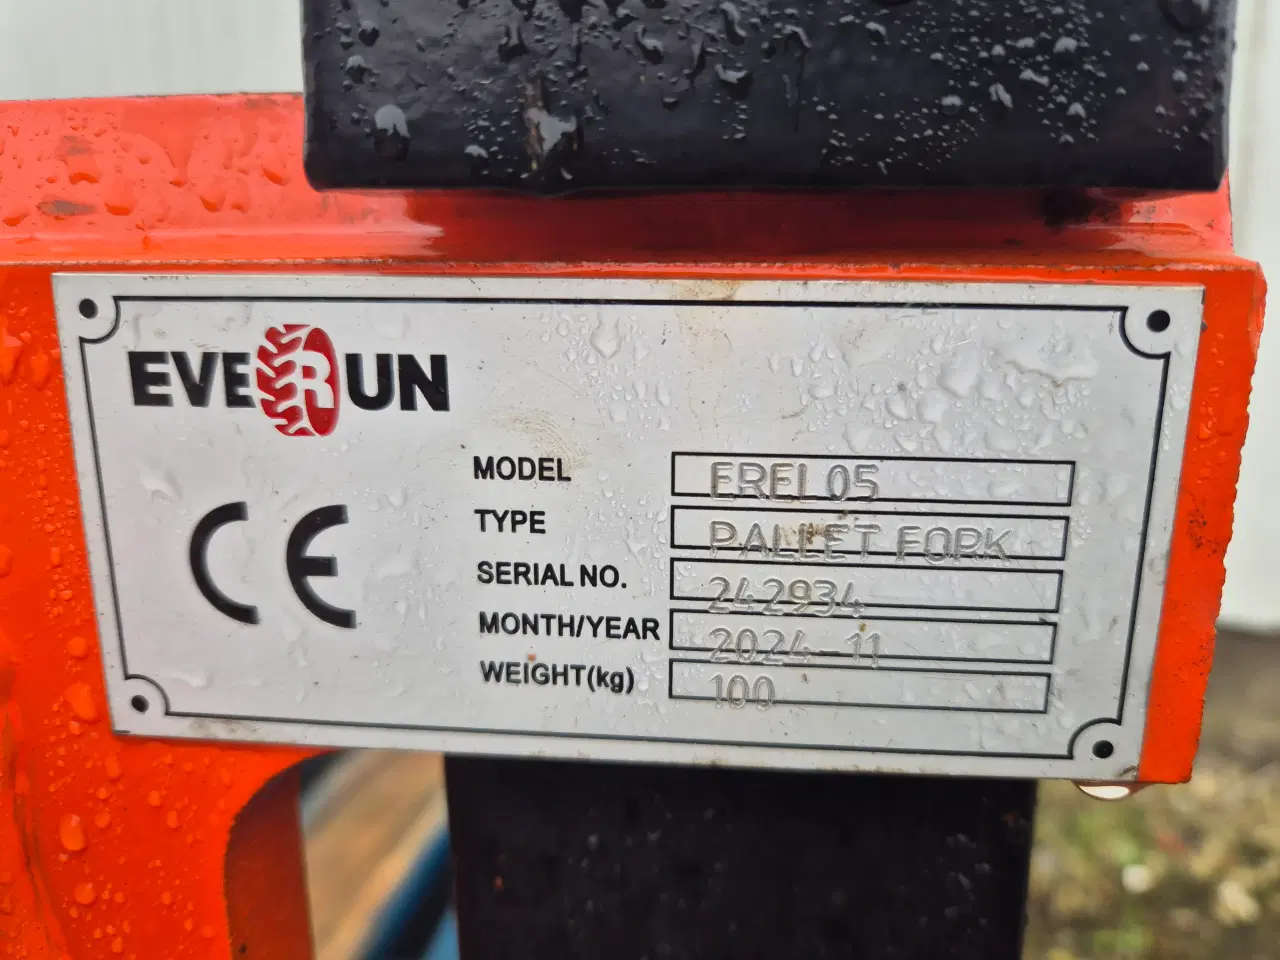 EVERUN
CE
MODEL EREL05
TYPE PALLET FORK
SERIAL NO. 242934
MONTH/YEAR 2024-11
WEIGHT(kg) 100